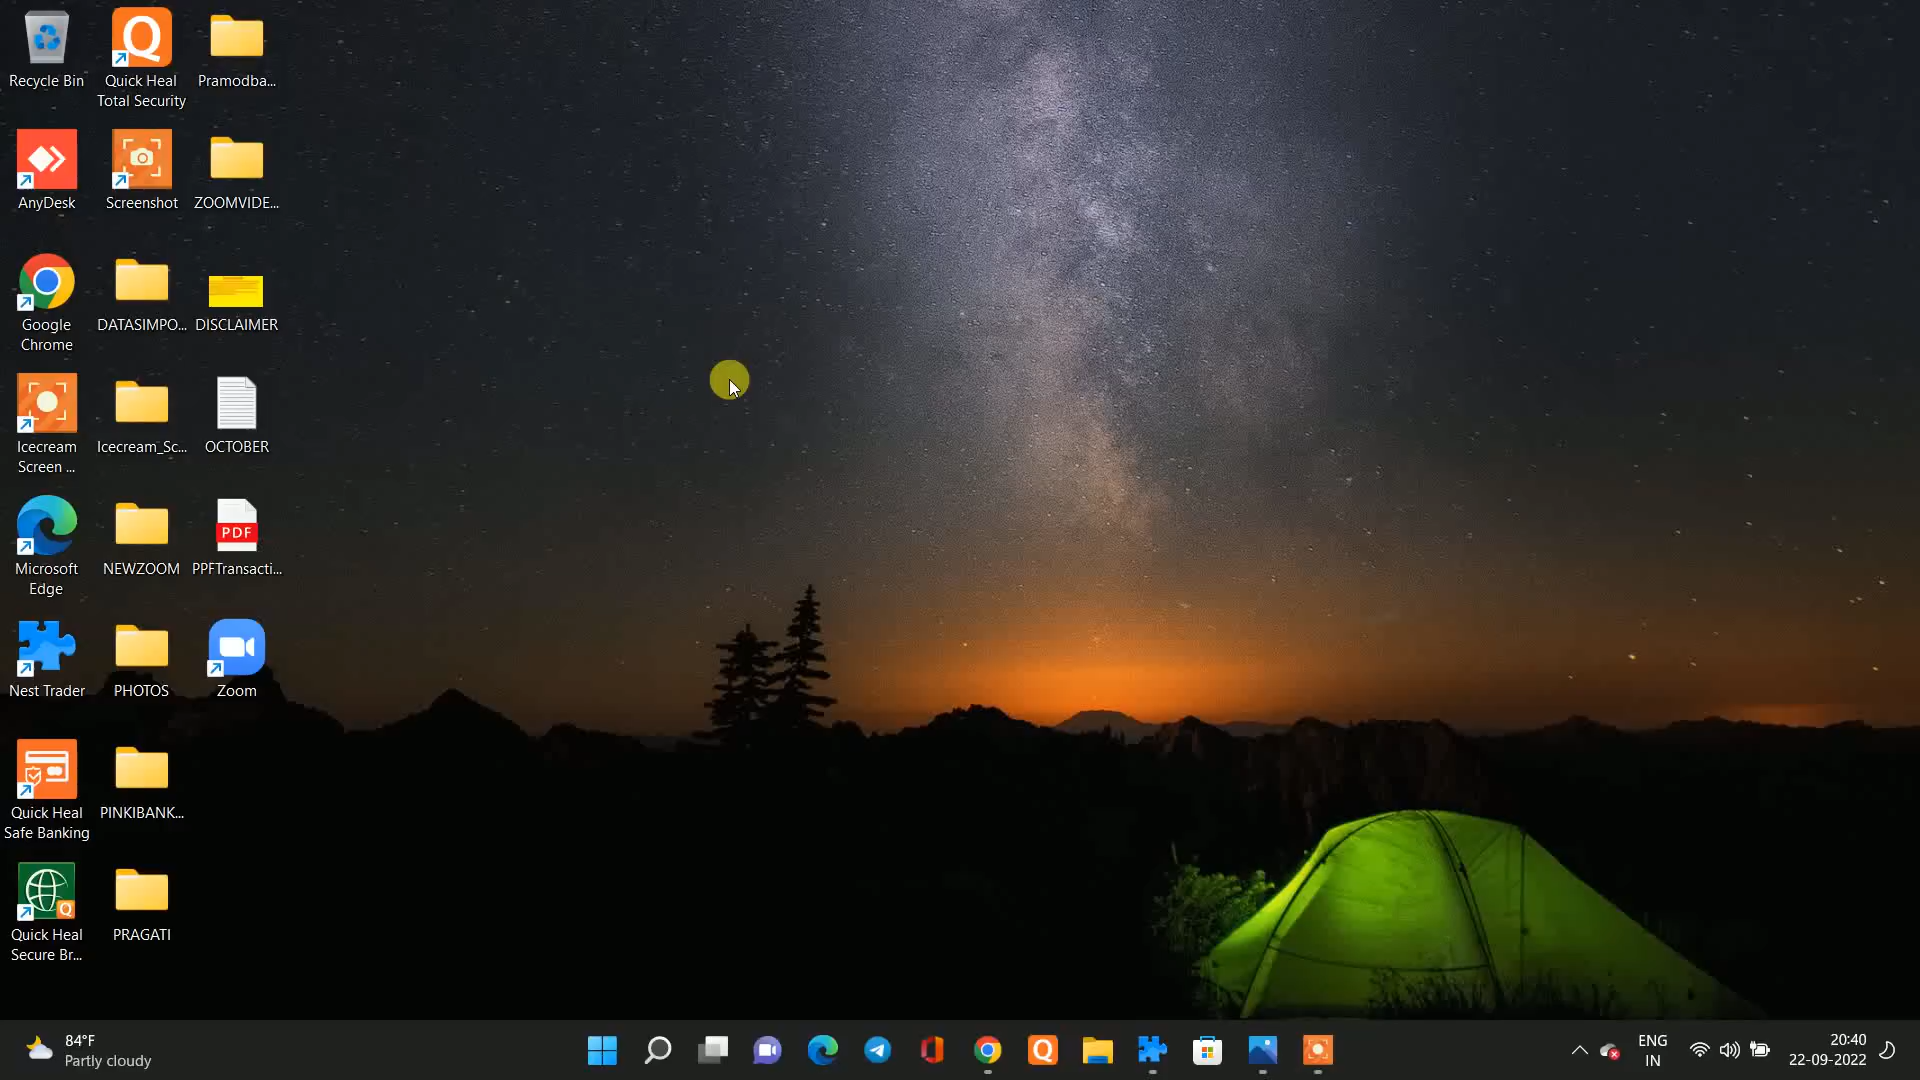 Recycle Bin
Quick Heal
Total Security
Pramodba...
AnyDesk
Screenshot
ZOOMVIDE...
Google
Chrome
DATASIMPO...
DISCLAIMER
Icecream
Screen ...
Icecream_Sc...
OCTOBER
Microsoft
Edge
NEWZOOM
PDF
PPFTransacti...
Nest Trader
PHOTOS
Zoom
Quick Heal
Safe Banking
PINKIBANK...
Quick Heal
Secure Br...
PRAGATI
84°F
Partly cloudy
ENG
IN
20:40
22-09-2022